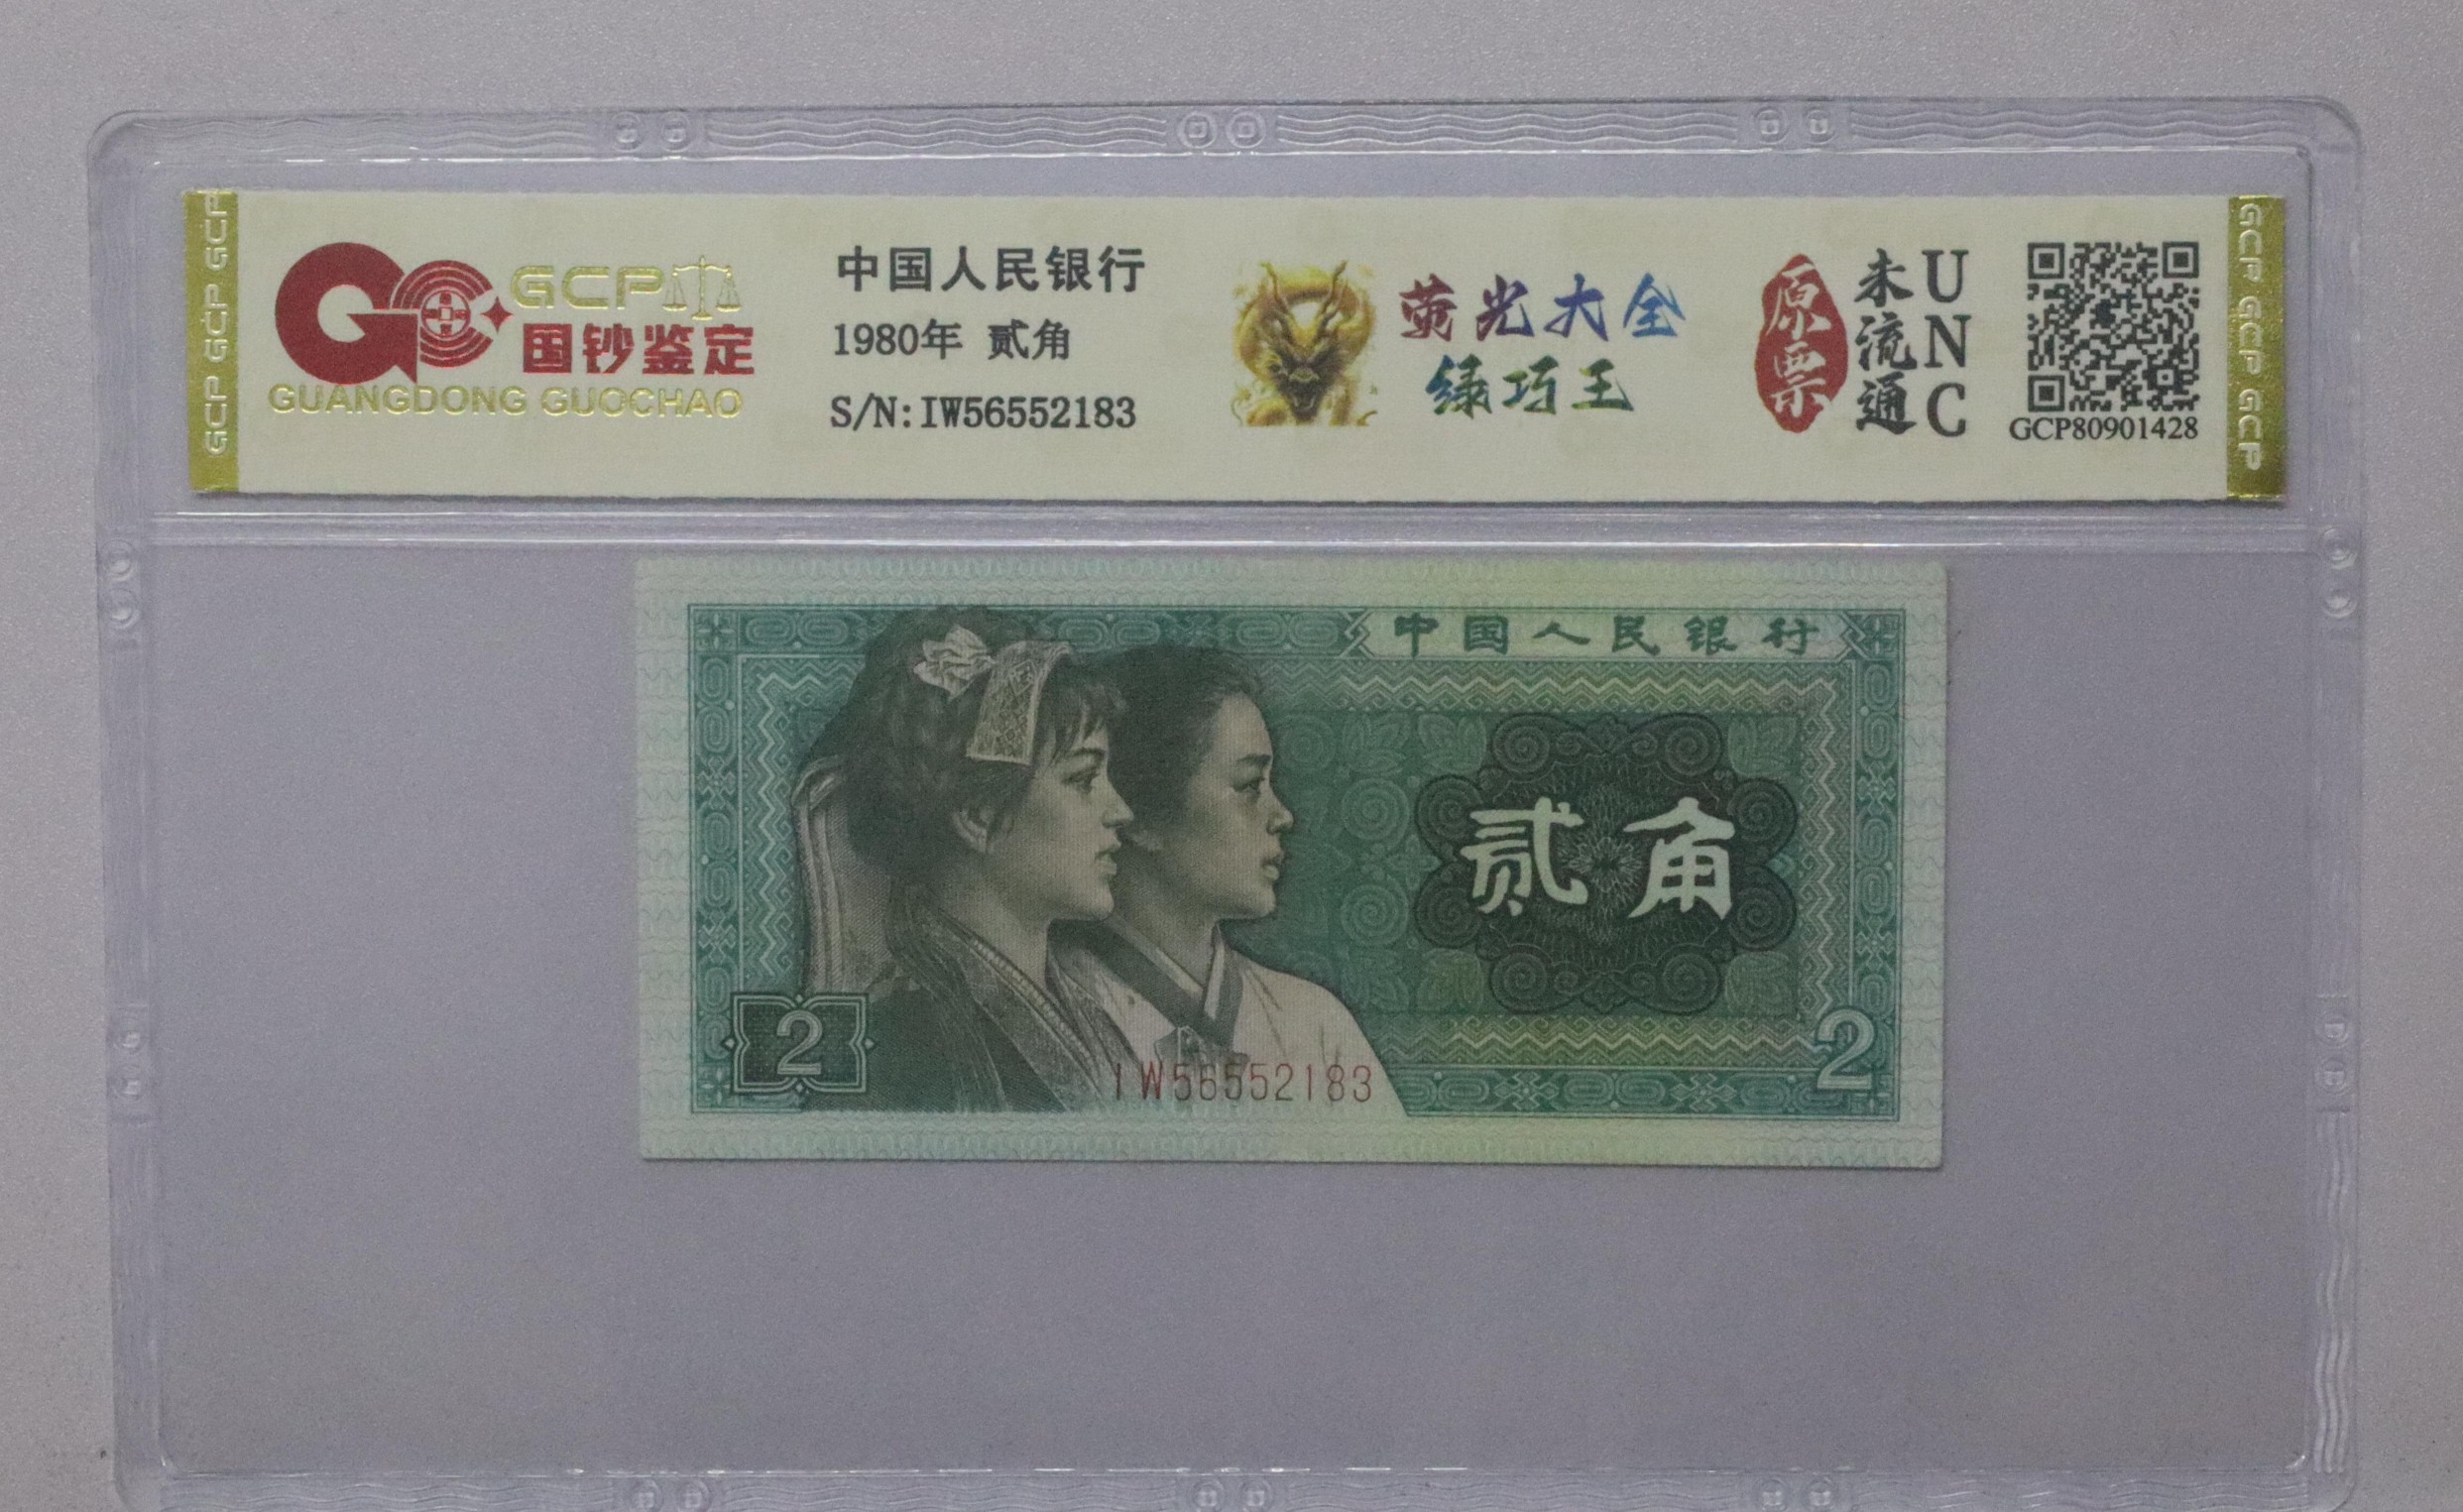 GCP GCP GCP
GCP
国钞鉴定
GUANGDONG GUOCHAO
中国人民银行
1980年 贰角
S/N:IW56552183
荧光大全
绿巧王
原票
未流通
UNC
GCP80901428
GCP GCP GCP
中国人民银行
贰角
2
IW56552183
2